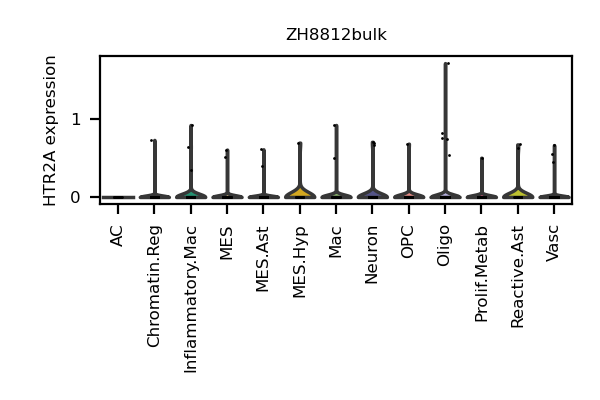 ZH8812bulk
HTR2A expression
1
0
AC
Chromatin.Reg
Inflammatory.Mac
MES
MES.Ast
MES.Hyp
Mac
Neuron
OPC
Oligo
Prolif.Metab
Reactive.Ast
Vasc